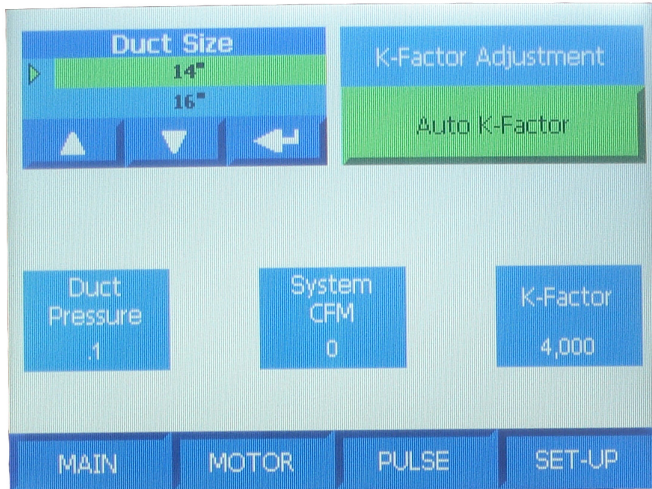 Duct Size
14"
16"
K-Factor Adjustment
Auto K-Factor
Duct
Pressure
.1
System
CFM
0
K-Factor
4,000
MAIN
MOTOR
PULSE
SET-UP